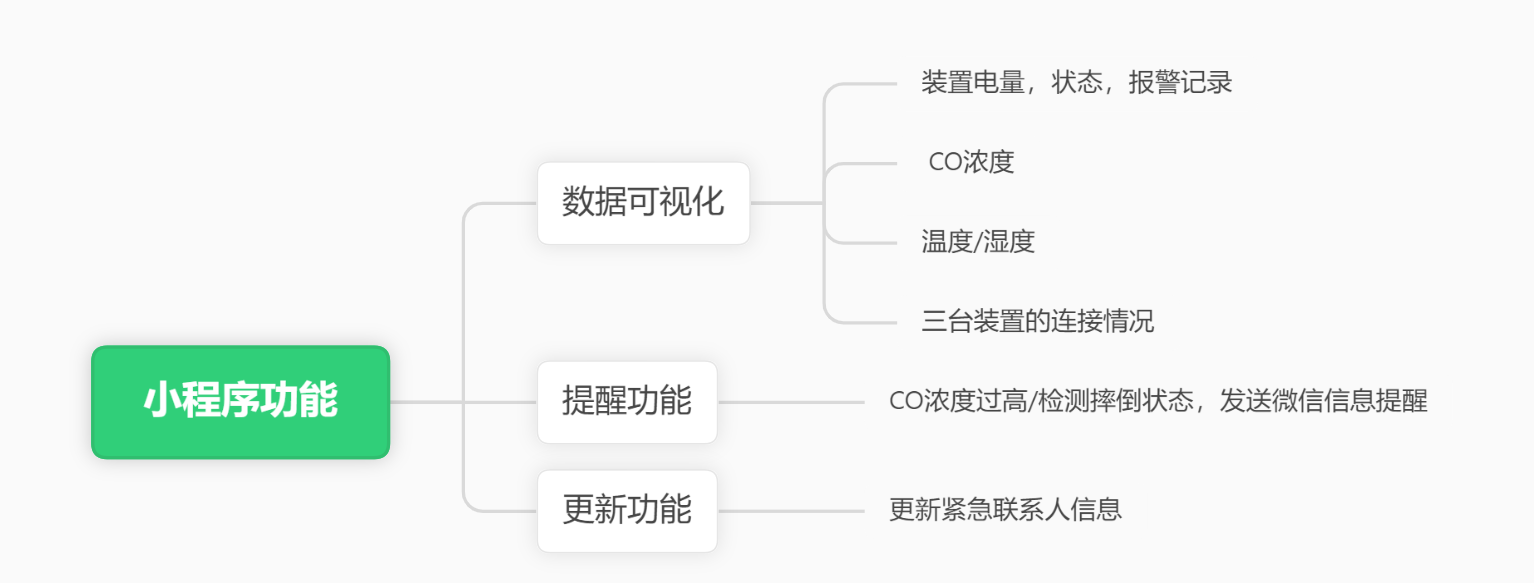 小程序功能
数据可视化
装置电量，状态，报警记录
CO浓度
温度/湿度
三台装置的连接情况
提醒功能
CO浓度过高/检测摔倒状态，发送微信信息提醒
更新功能
更新紧急联系人信息